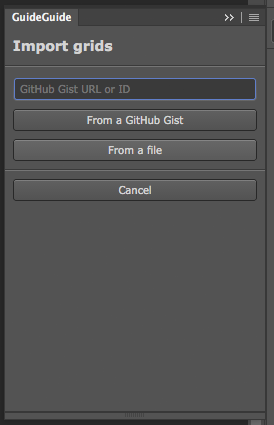 GuideGuide
Import grids
GitHub Gist URL or ID
From a GitHub Gist
From a file
Cancel